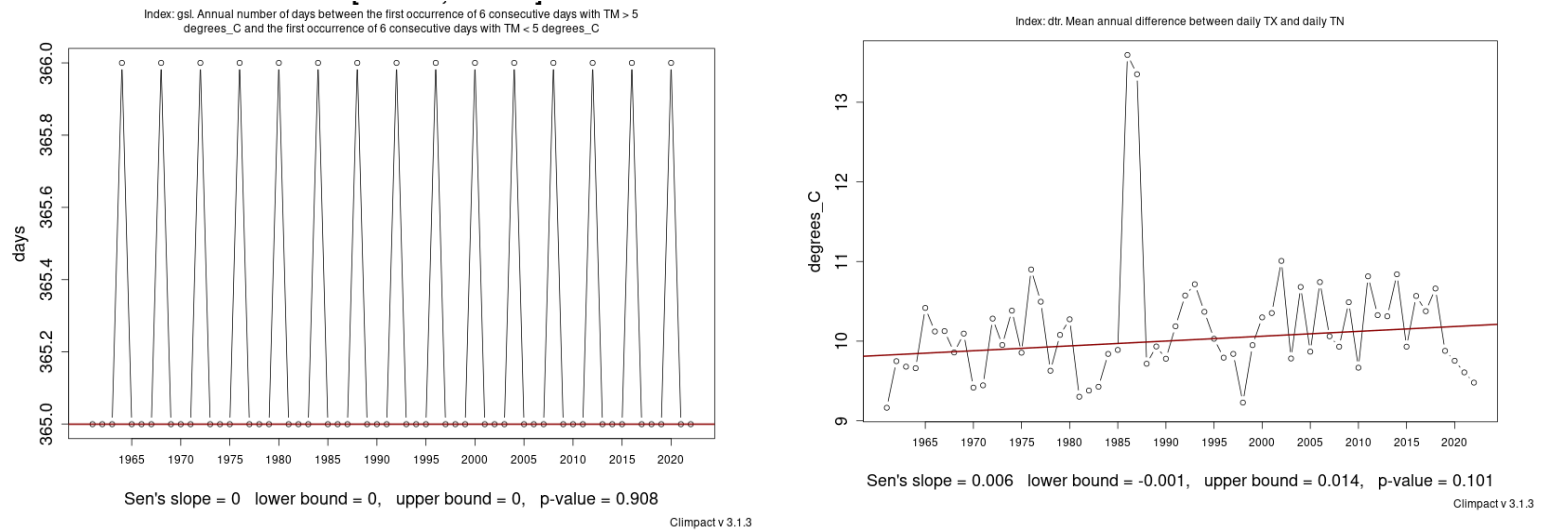 Index: gsl. Annual number of days between the first occurrence of 6 consecutive days with TM > 5
degrees_C and the first occurrence of 6 consecutive days with TM < 5 degrees_C
days
366.0
365.8
365.6
365.4
365.2
365.0
1965 1970 1975 1980 1985 1990 1995 2000 2005 2010 2015 2020
Sen's slope = 0 lower bound = 0, upper bound = 0, p-value = 0.908
Climpact v 3.1.3
Index: dtr. Mean annual difference between daily TX and daily TN
degrees_C
13
12
11
10
9
1965 1970 1975 1980 1985 1990 1995 2000 2005 2010 2015 2020
Sen's slope = 0.006 lower bound = -0.001, upper bound = 0.014, p-value = 0.101
Climpact v 3.1.3